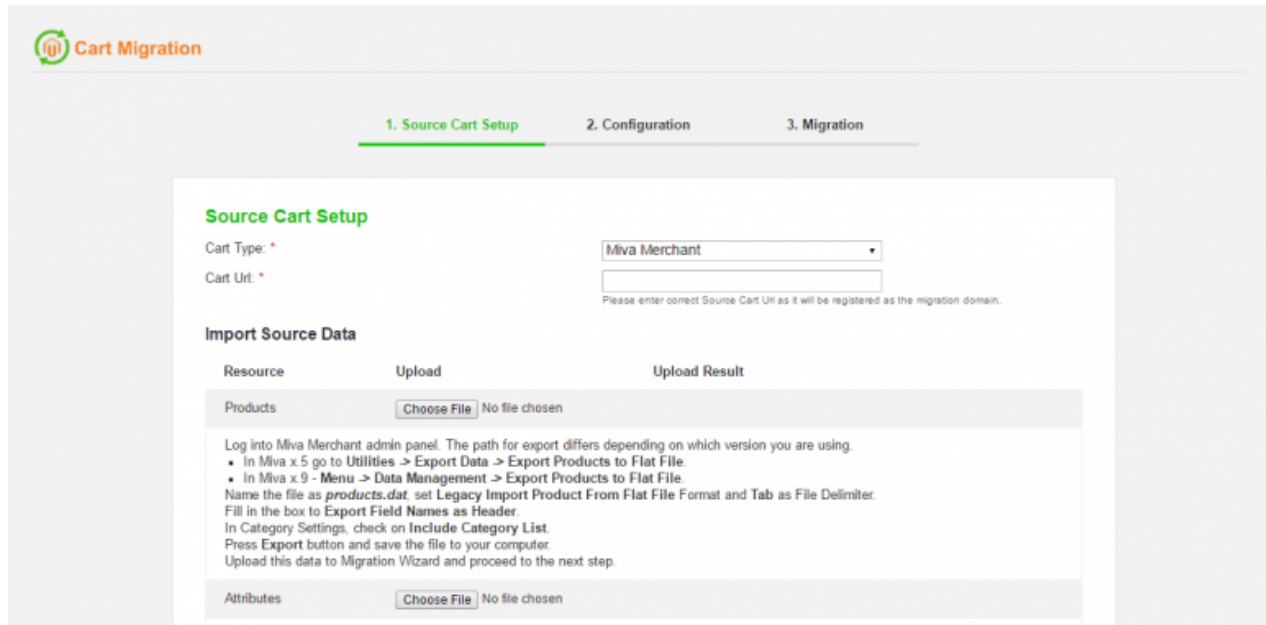 Cart Migration
1. Source Cart Setup 2. Configuration 3. Migration
Source Cart Setup
Cart Type: * Miva Merchant
Cart Url: *
Please enter correct Source Cart Url as it will be registered as the migration domain.
Import Source Data
Resource Upload Upload Result
Products Choose File No file chosen
Log into Miva Merchant admin panel. The path for export differs depending on which version you are using.
• In Miva x.5 go to Utilities -> Export Data -> Export Products to Flat File.
• In Miva x.9 - Menu -> Data Management -> Export Products to Flat File.
Name the file as products.dat, set Legacy Import Product From Flat File Format and Tab as File Delimiter.
Fill in the box to Export Field Names as Header.
In Category Settings, check on Include Category List.
Press Export button and save the file to your computer.
Upload this data to Migration Wizard and proceed to the next step.
Attributes Choose File No file chosen